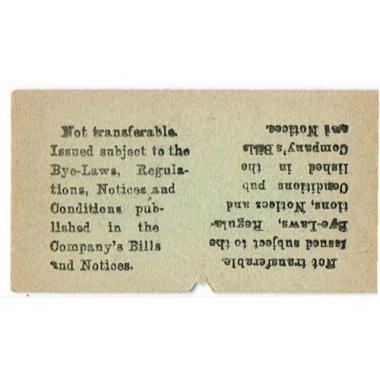 Not transferable.
Issued subject to the
Bye-Laws, Regula-
tions, Notices and
Conditions pub-
lished in the
Company's Bills
and Notices.
Not transferable.
Issued subject to the
Bye-Laws, Regula-
tions, Notices and
Conditions pub
lished in the
Company's Bills
and Notices.